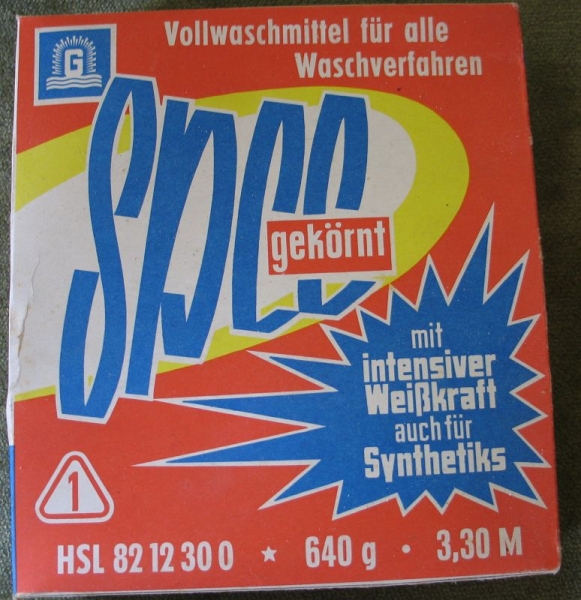 G
Vollwaschmittel für alle
Waschverfahren
Spee
gekörnt
mit
intensiver
Weißkraft
auch für
Synthetiks
1
HSL 82 12 30 0 ★ 640 g • 3,30 M